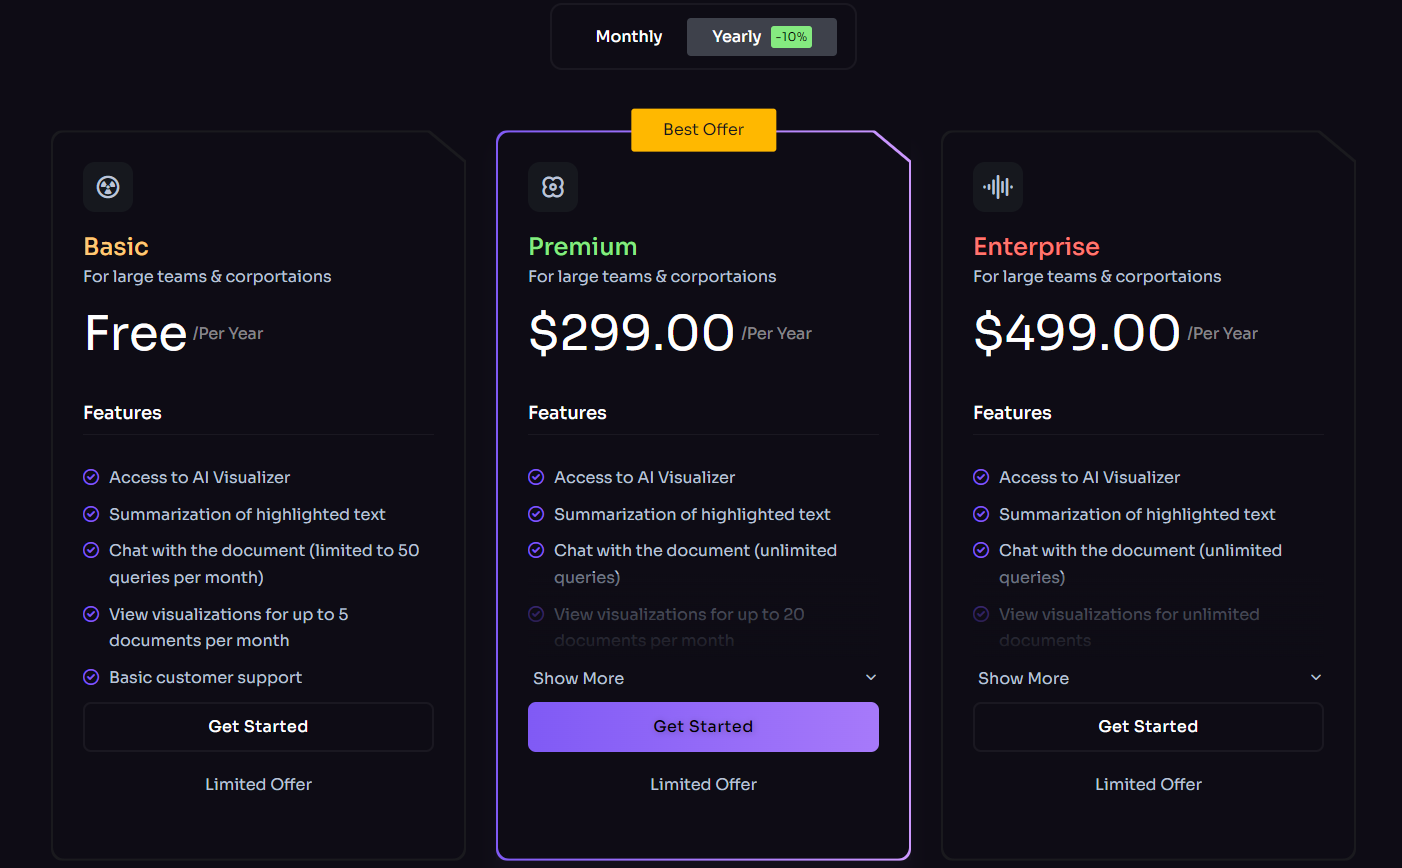 Monthly
Yearly -10%
Best Offer
Basic
For large teams & corportaions
Free /Per Year
Features
Access to AI Visualizer
Summarization of highlighted text
Chat with the document (limited to 50
queries per month)
View visualizations for up to 5
documents per month
Basic customer support
Get Started
Limited Offer
Premium
For large teams & corportaions
$299.00 /Per Year
Features
Access to AI Visualizer
Summarization of highlighted text
Chat with the document (unlimited
queries)
View visualizations for up to 20
documents per month
Show More
Get Started
Limited Offer
Enterprise
For large teams & corportaions
$499.00 /Per Year
Features
Access to AI Visualizer
Summarization of highlighted text
Chat with the document (unlimited
queries)
View visualizations for unlimited
documents
Show More
Get Started
Limited Offer